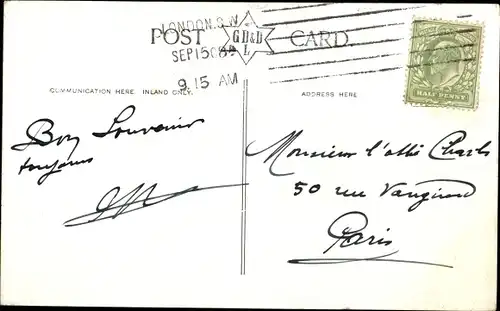 LONDON.S.W
SEP 15 08
9.15 AM
POST CARD.
GD&D
L
HALF PENNY
COMMUNICATION HERE INLAND ONLY.
ADDRESS HERE
Bon Souvenir
toujours
Monsieur l'abbé Charles
50 rue Vaugirard
Paris